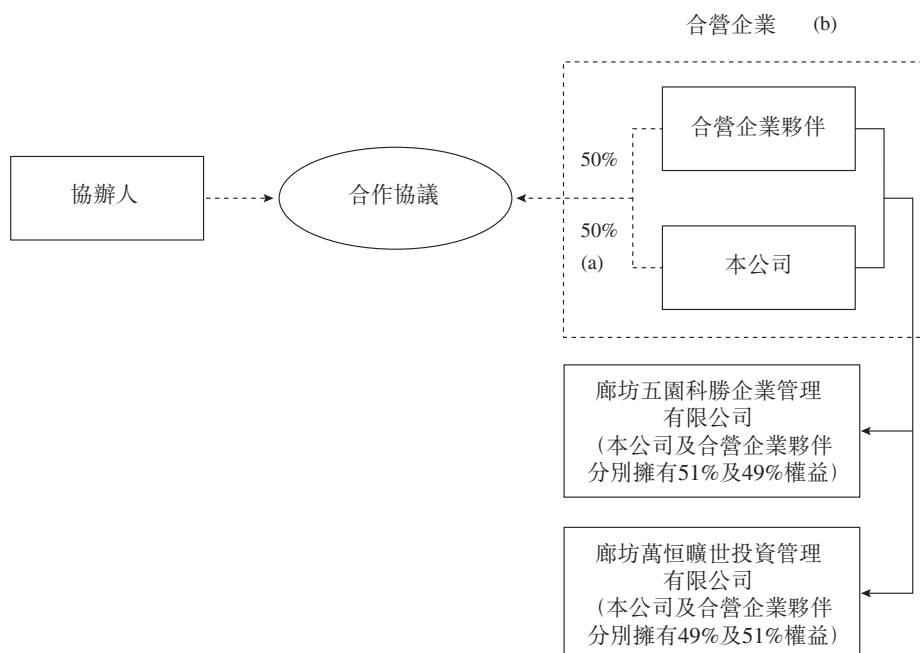 合營企業 (b)
合營企業夥伴
50%
協辦人
合作協議
50%
(a)
本公司
廊坊五園科勝企業管理
有限公司
（本公司及合營企業夥伴
分別擁有51%及49%權益）
廊坊萬恒曠世投資管理
有限公司
（本公司及合營企業夥伴
分別擁有49%及51%權益）